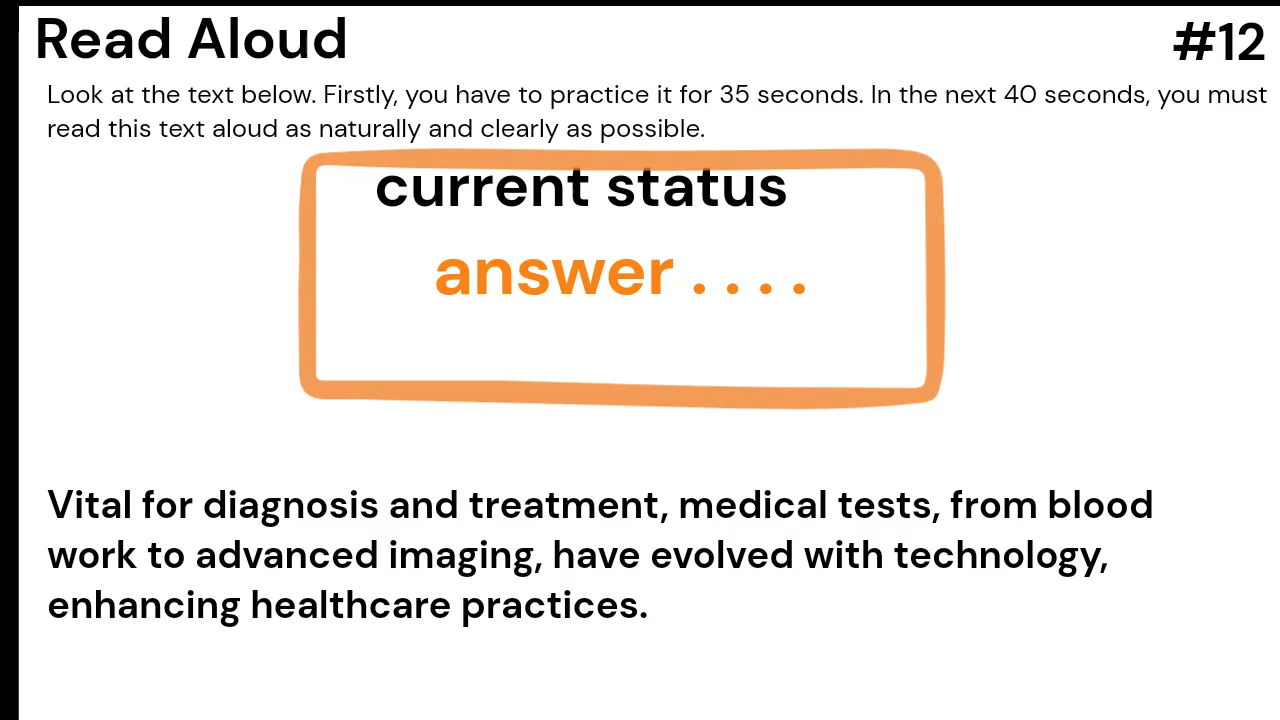 Read Aloud
#12
Look at the text below. Firstly, you have to practice it for 35 seconds. In the next 40 seconds, you must
read this text aloud as naturally and clearly as possible.
current status
answer . . . .
Vital for diagnosis and treatment, medical tests, from blood
work to advanced imaging, have evolved with technology,
enhancing healthcare practices.